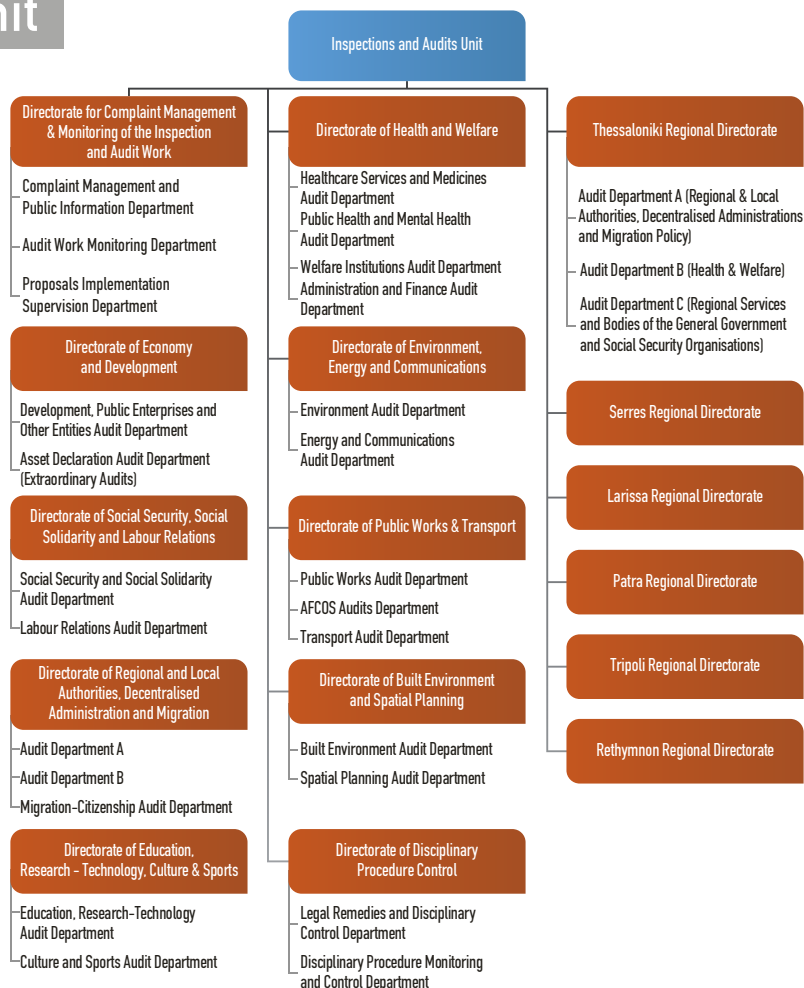 Inspections and Audits Unit
Directorate for Complaint Management
& Monitoring of the Inspection
and Audit Work
Complaint Management and
Public Information Department
Audit Work Monitoring Department
Proposals Implementation
Supervision Department
Directorate of Economy
and Development
Development, Public Enterprises and
Other Entities Audit Department
Asset Declaration Audit Department
(Extraordinary Audits)
Directorate of Social Security, Social
Solidarity and Labour Relations
Social Security and Social Solidarity
Audit Department
Labour Relations Audit Department
Directorate of Regional and Local
Authorities, Decentralised
Administration and Migration
Audit Department A
Audit Department B
Migration-Citizenship Audit Department
Directorate of Education,
Research - Technology, Culture & Sports
Education, Research-Technology
Audit Department
Culture and Sports Audit Department
Directorate of Health and Welfare
Healthcare Services and Medicines
Audit Department
Public Health and Mental Health
Audit Department
Welfare Institutions Audit Department
Administration and Finance Audit
Department
Directorate of Environment,
Energy and Communications
Environment Audit Department
Energy and Communications
Audit Department
Directorate of Public Works & Transport
Public Works Audit Department
AFCOS Audits Department
Transport Audit Department
Directorate of Built Environment
and Spatial Planning
Built Environment Audit Department
Spatial Planning Audit Department
Directorate of Disciplinary
Procedure Control
Legal Remedies and Disciplinary
Control Department
Disciplinary Procedure Monitoring
and Control Department
Thessaloniki Regional Directorate
Audit Department A (Regional & Local
Authorities, Decentralised Administrations
and Migration Policy)
Audit Department B (Health & Welfare)
Audit Department C (Regional Services
and Bodies of the General Government
and Social Security Organisations)
Serres Regional Directorate
Larissa Regional Directorate
Patra Regional Directorate
Tripoli Regional Directorate
Rethymnon Regional Directorate